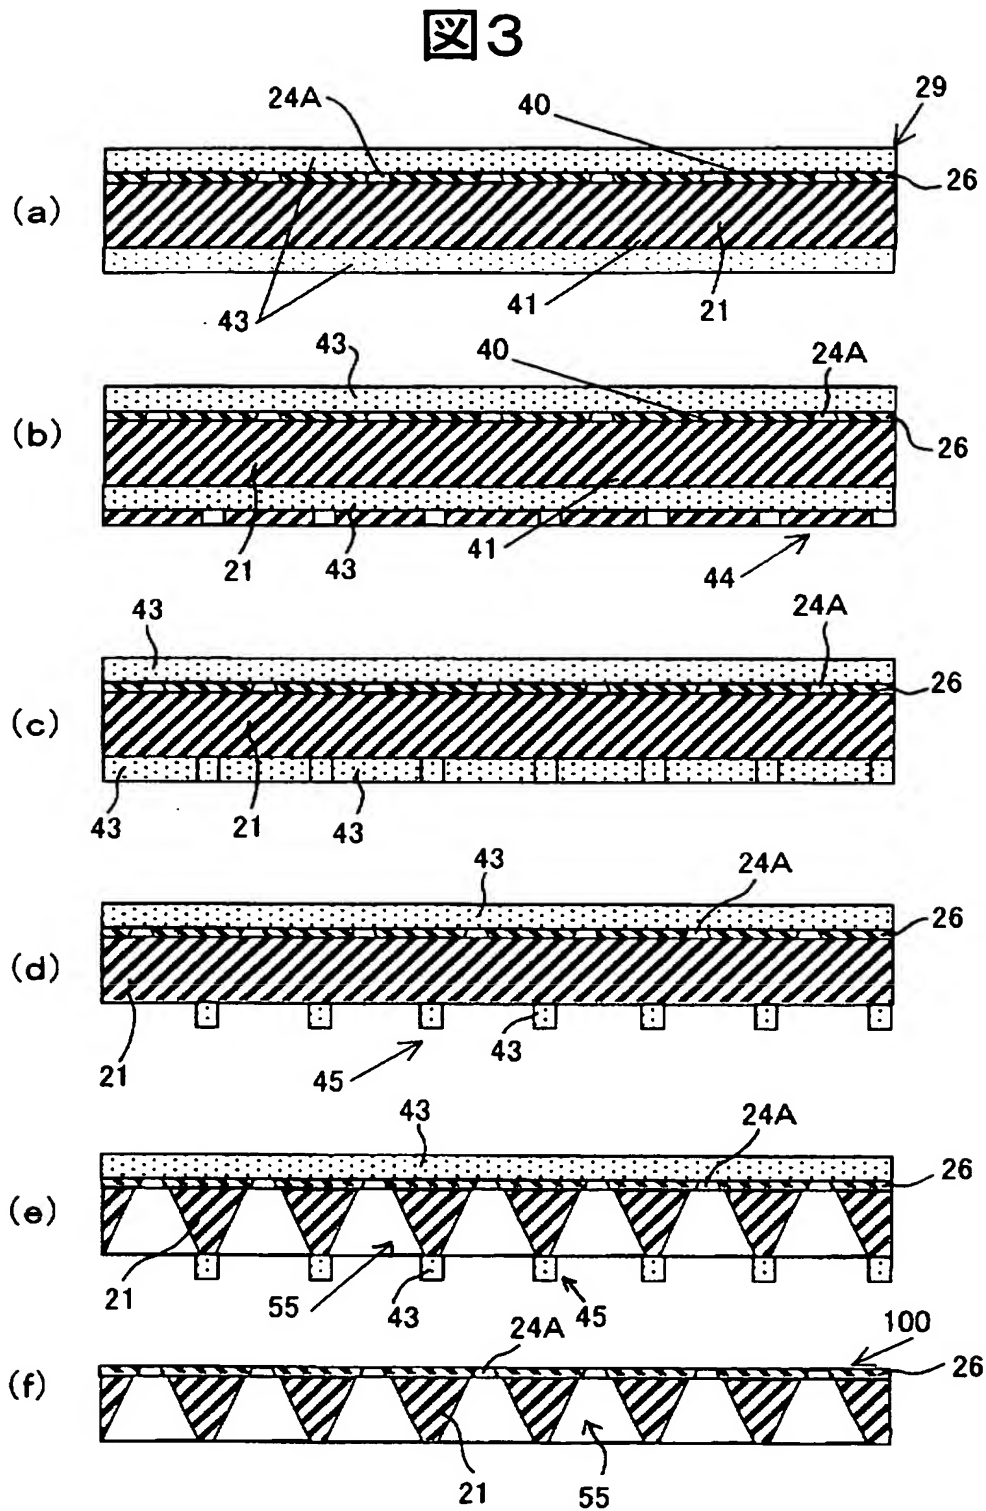 図3
24A 40 29
(a) 26
43 41 21
43 40 24A
(b) 26
21 43 41 44
43 24A
(c) 26
43 21 43
43 24A
(d) 26
21 45 43
43 24A
(e) 26
21 55 43 45
24A 100
(f) 26
21 55